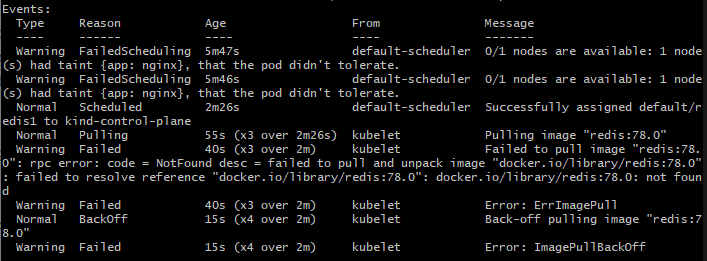 Events:
  Type     Reason            Age                  From               Message
  ----     ------            ----                 ----               -------
  Warning  FailedScheduling  5m47s                default-scheduler  0/1 nodes are available: 1 node
(s) had taint {app: nginx}, that the pod didn't tolerate.
  Warning  FailedScheduling  5m46s                default-scheduler  0/1 nodes are available: 1 node
(s) had taint {app: nginx}, that the pod didn't tolerate.
  Normal   Scheduled         2m26s                default-scheduler  Successfully assigned default/r
edis1 to kind-control-plane
  Normal   Pulling           55s (x3 over 2m26s)  kubelet            Pulling image "redis:78.0"
  Warning  Failed            40s (x3 over 2m)     kubelet            Failed to pull image "redis:78.
0": rpc error: code = NotFound desc = failed to pull and unpack image "docker.io/library/redis:78.0"
: failed to resolve reference "docker.io/library/redis:78.0": docker.io/library/redis:78.0: not foun
d
  Warning  Failed            40s (x3 over 2m)     kubelet            Error: ErrImagePull
  Normal   BackOff           15s (x4 over 2m)     kubelet            Back-off pulling image "redis:7
8.0"
  Warning  Failed            15s (x4 over 2m)     kubelet            Error: ImagePullBackOff